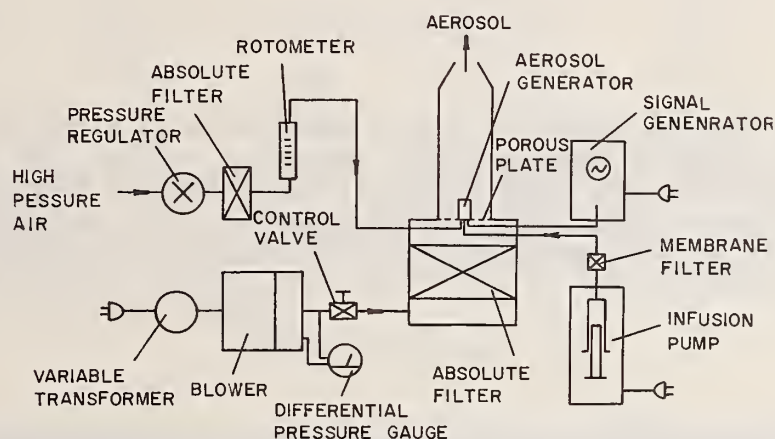 AEROSOL
ROTOMETER
ABSOLUTE
FILTER
PRESSURE
REGULATOR
HIGH
PESSURE
AIR
AEROSOL
GENERATOR
POROUS
PLATE
SIGNAL
GENENRATOR
CONTROL
VALVE
MEMBRANE
FILTER
INFUSION
PUMP
VARIABLE
TRANSFORMER
BLOWER
DIFFERENTIAL
PRESSURE GAUGE
ABSOLUTE
FILTER